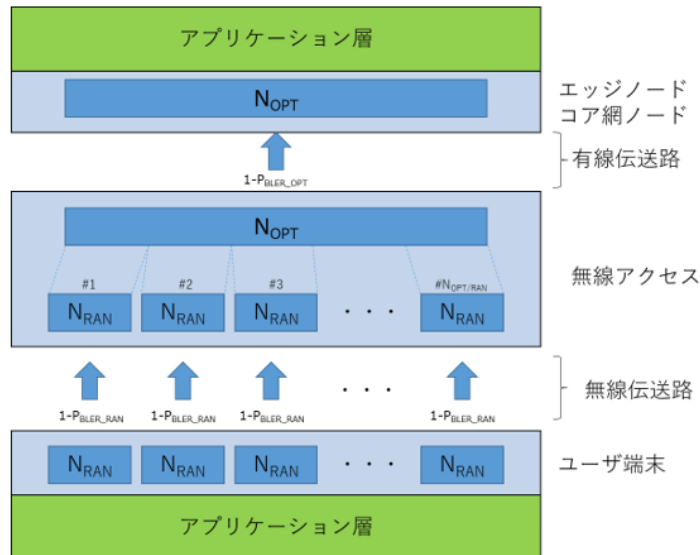 アプリケーション層
N_OPT
エッジノード
コア網ノード
有線伝送路
1-P_BLER_OPT
N_OPT
無線アクセス
#1 #2 #3 #N_OPT/RAN
N_RAN N_RAN N_RAN ・・・ N_RAN
・・・
無線伝送路
1-P_BLER_RAN 1-P_BLER_RAN 1-P_BLER_RAN 1-P_BLER_RAN
N_RAN N_RAN N_RAN ・・・ N_RAN
ユーザ端末
アプリケーション層